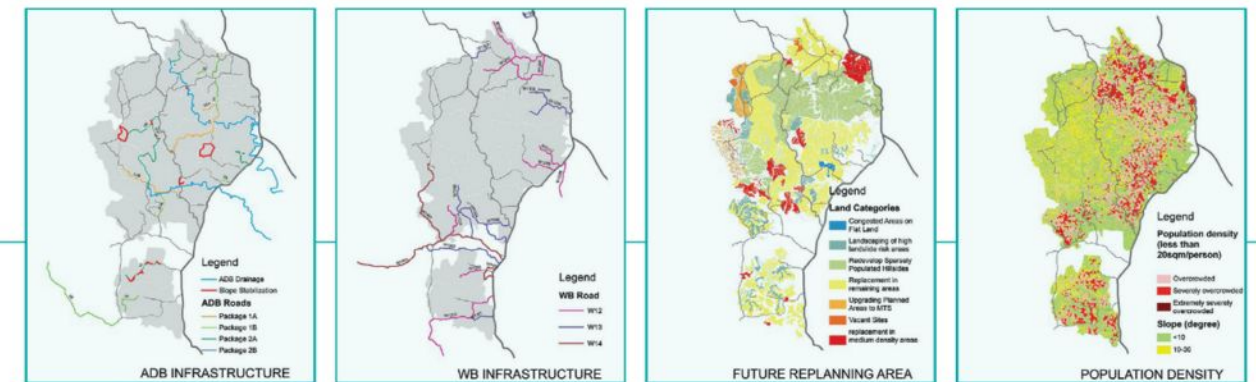 Legend
ADB Drainage
Slope Stabilization
ADB Roads
Package 1A
Package 1B
Package 2A
Package 2B
ADB INFRASTRUCTURE
Legend
WB Road
W12
W13
W14
WB INFRASTRUCTURE
Legend
Land Categories
Congested Areas on
Flat Land
Landscaping of high
landslide risk areas
Redevelop Sparsely
Populated Hillsides
Replacement in
remaining areas
Upgrading Planned
Areas to MTS
Vacant Sites
replacement in
medium density areas
FUTURE REPLANNING AREA
Legend
Population density
(less than
20sqm/person)
Overcrowded
Severely overcrowded
Extremely severely
overcrowded
Slope (degree)
<10
10-30
POPULATION DENSITY